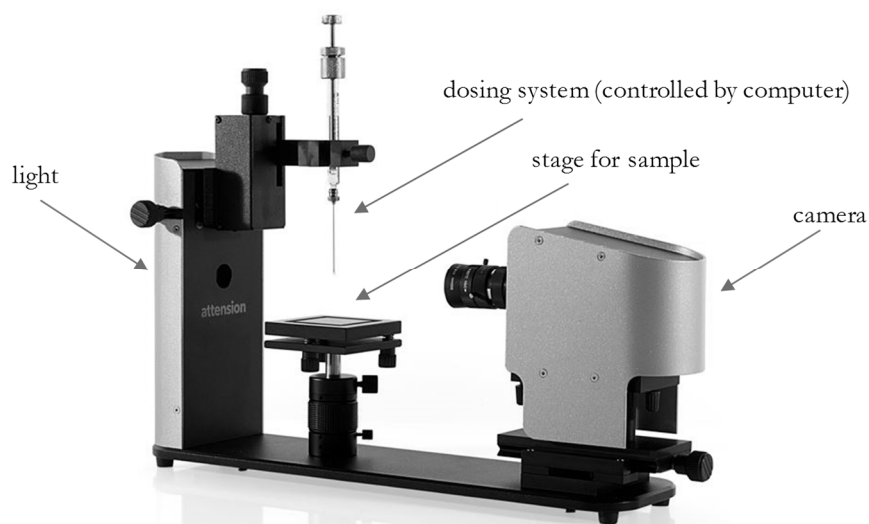 dosing system (controlled by computer)
stage for sample
light
camera
attension